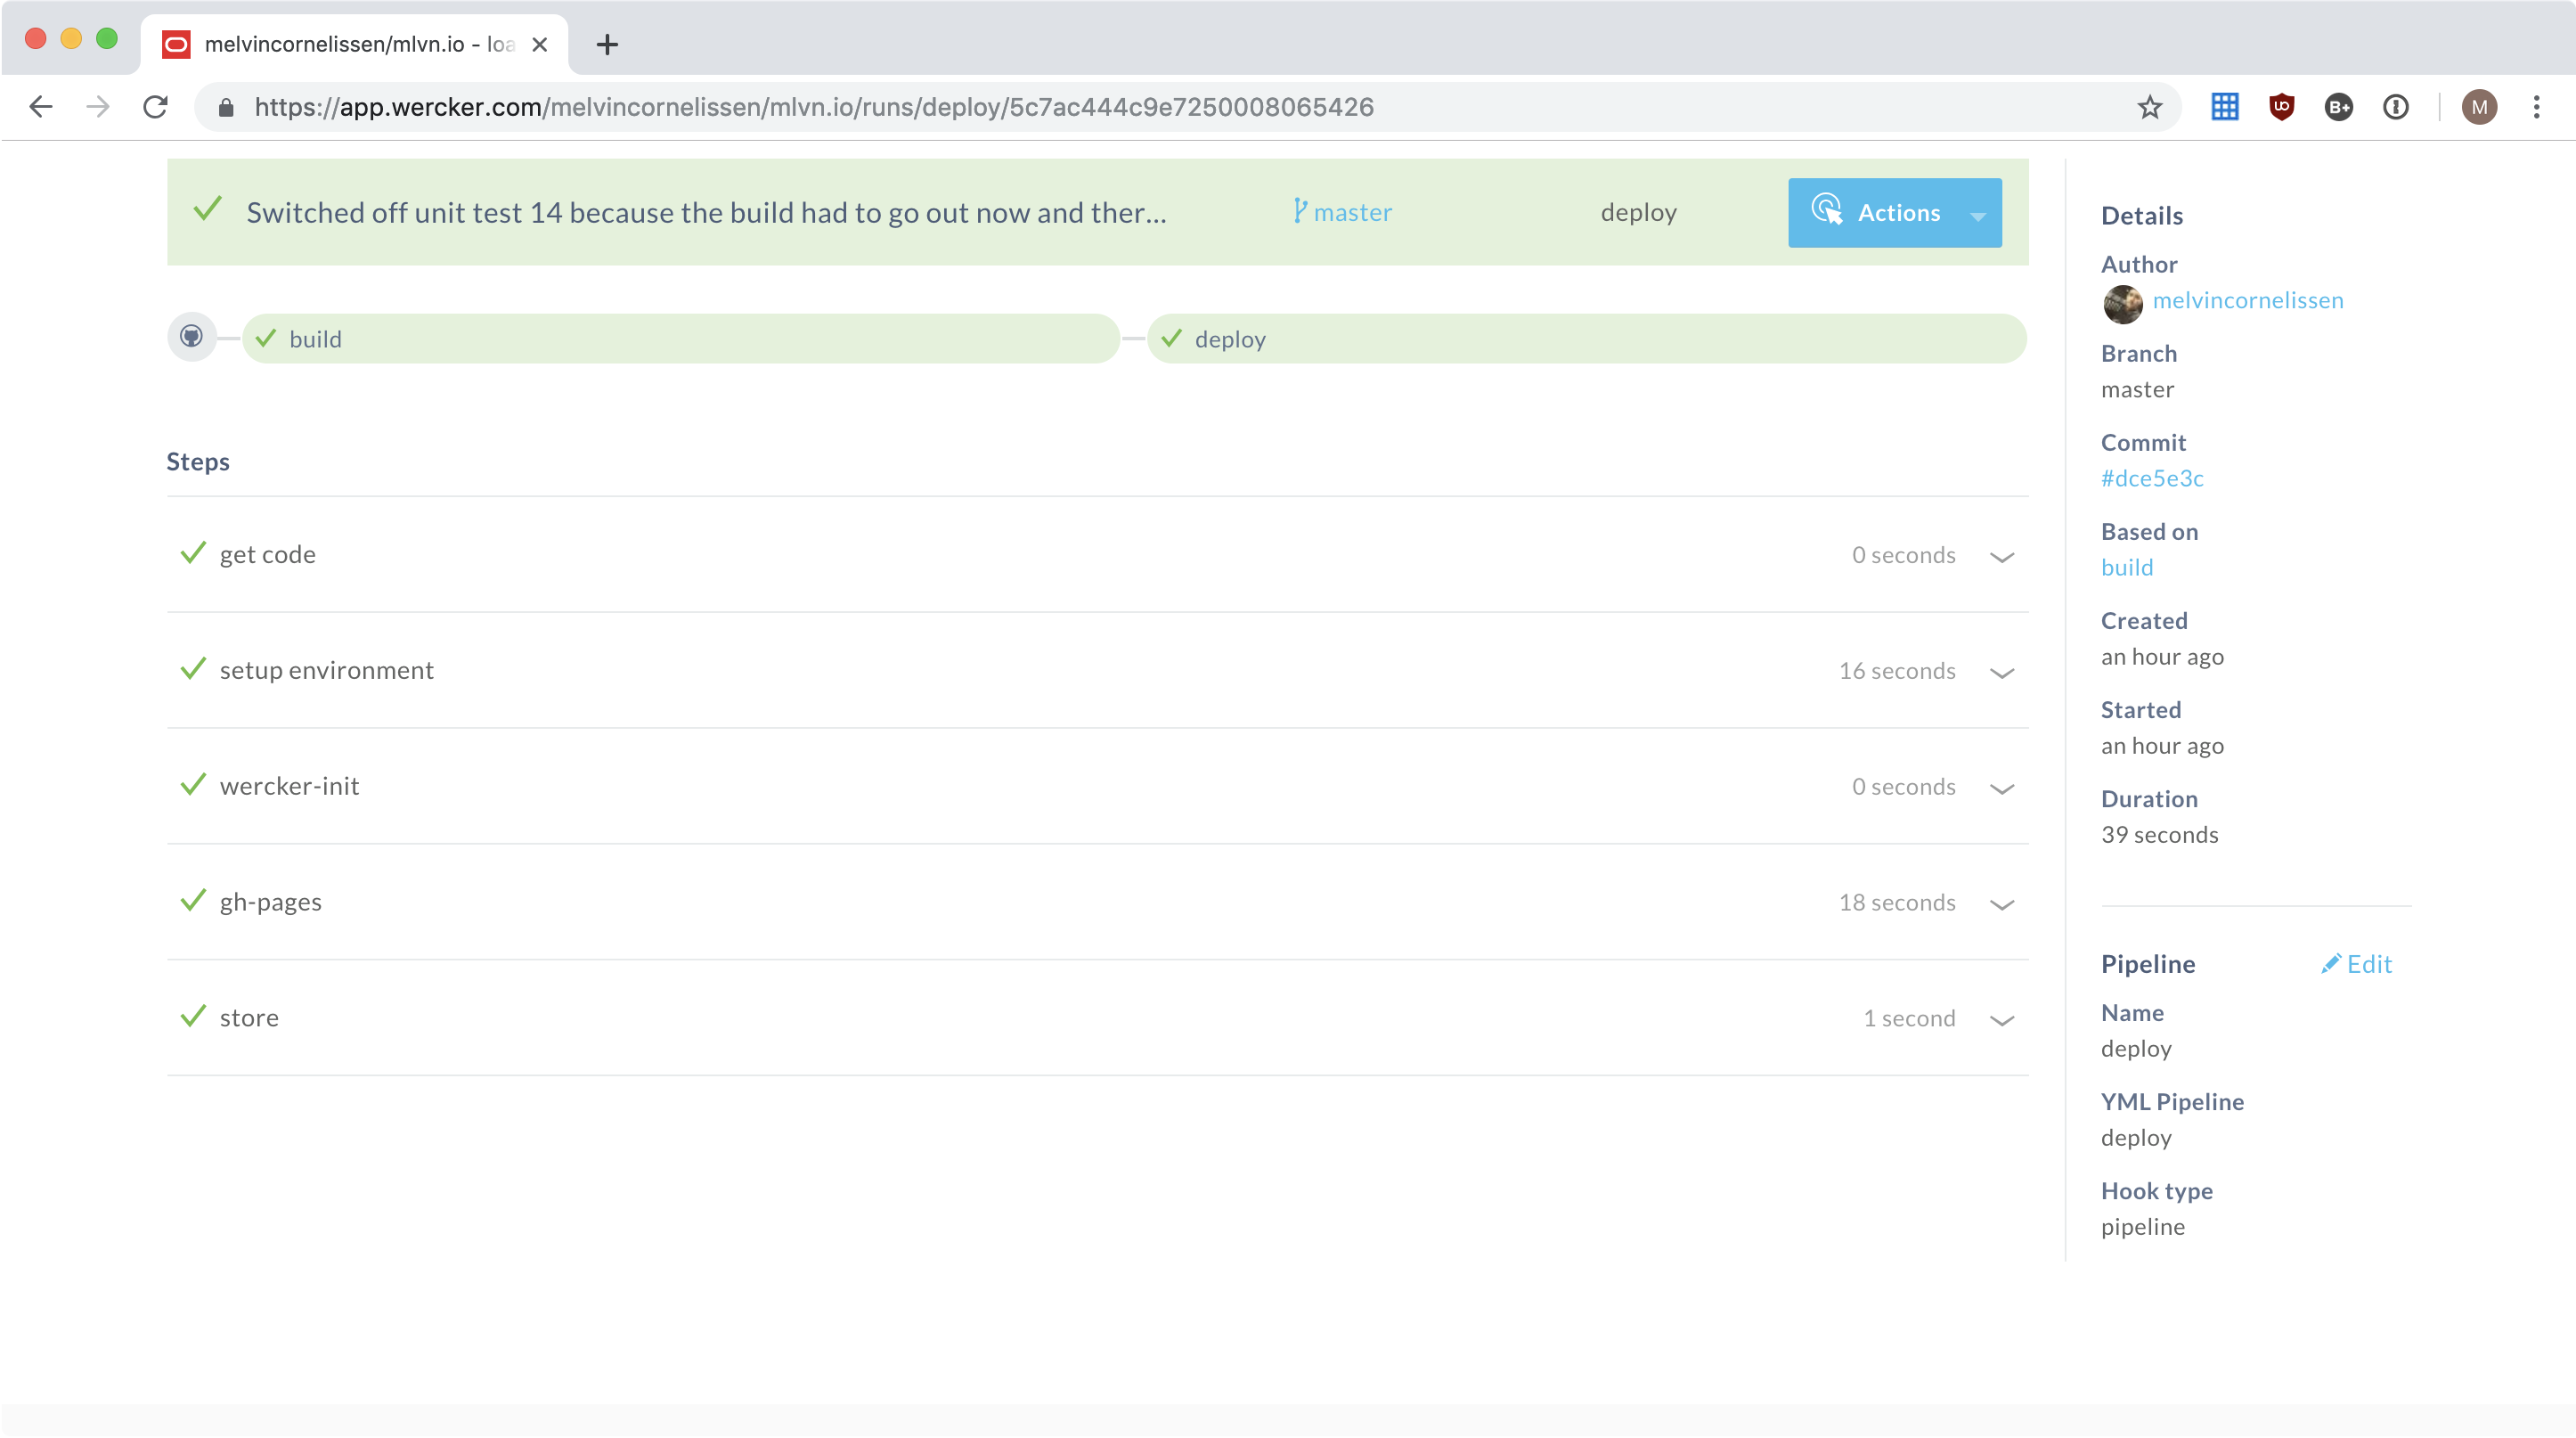 melvincornelissen/mlvn.io - loa
https://app.wercker.com/melvincornelissen/mlvn.io/runs/deploy/5c7ac444c9e7250008065426
UO
B+
M
Switched off unit test 14 because the build had to go out now and ther...
master
deploy
Actions
build
deploy
Steps
get code
0 seconds
setup environment
16 seconds
wercker-init
0 seconds
gh-pages
18 seconds
store
1 second
Details
Author
melvincornelissen
Branch
master
Commit
#dce5e3c
Based on
build
Created
an hour ago
Started
an hour ago
Duration
39 seconds
Pipeline
Edit
Name
deploy
YML Pipeline
deploy
Hook type
pipeline